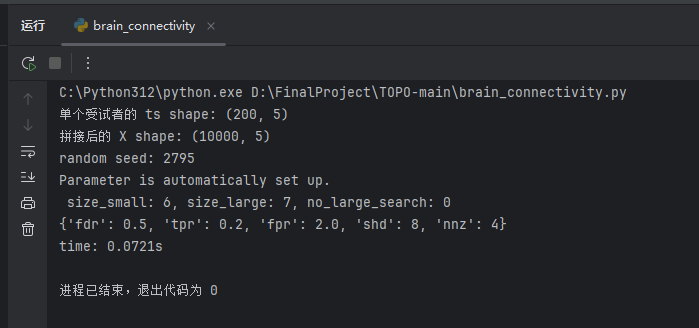 运行
brain_connectivity
C:\Python312\python.exe D:\FinalProject\TOPO-main\brain_connectivity.py
单个受试者的 ts shape: (200, 5)
拼接后的 X shape: (10000, 5)
random seed: 2795
Parameter is automatically set up.
 size_small: 6, size_large: 7, no_large_search: 0
{'fdr': 0.5, 'tpr': 0.2, 'fpr': 2.0, 'shd': 8, 'nnz': 4}
time: 0.0721s
进程已结束，退出代码为 0